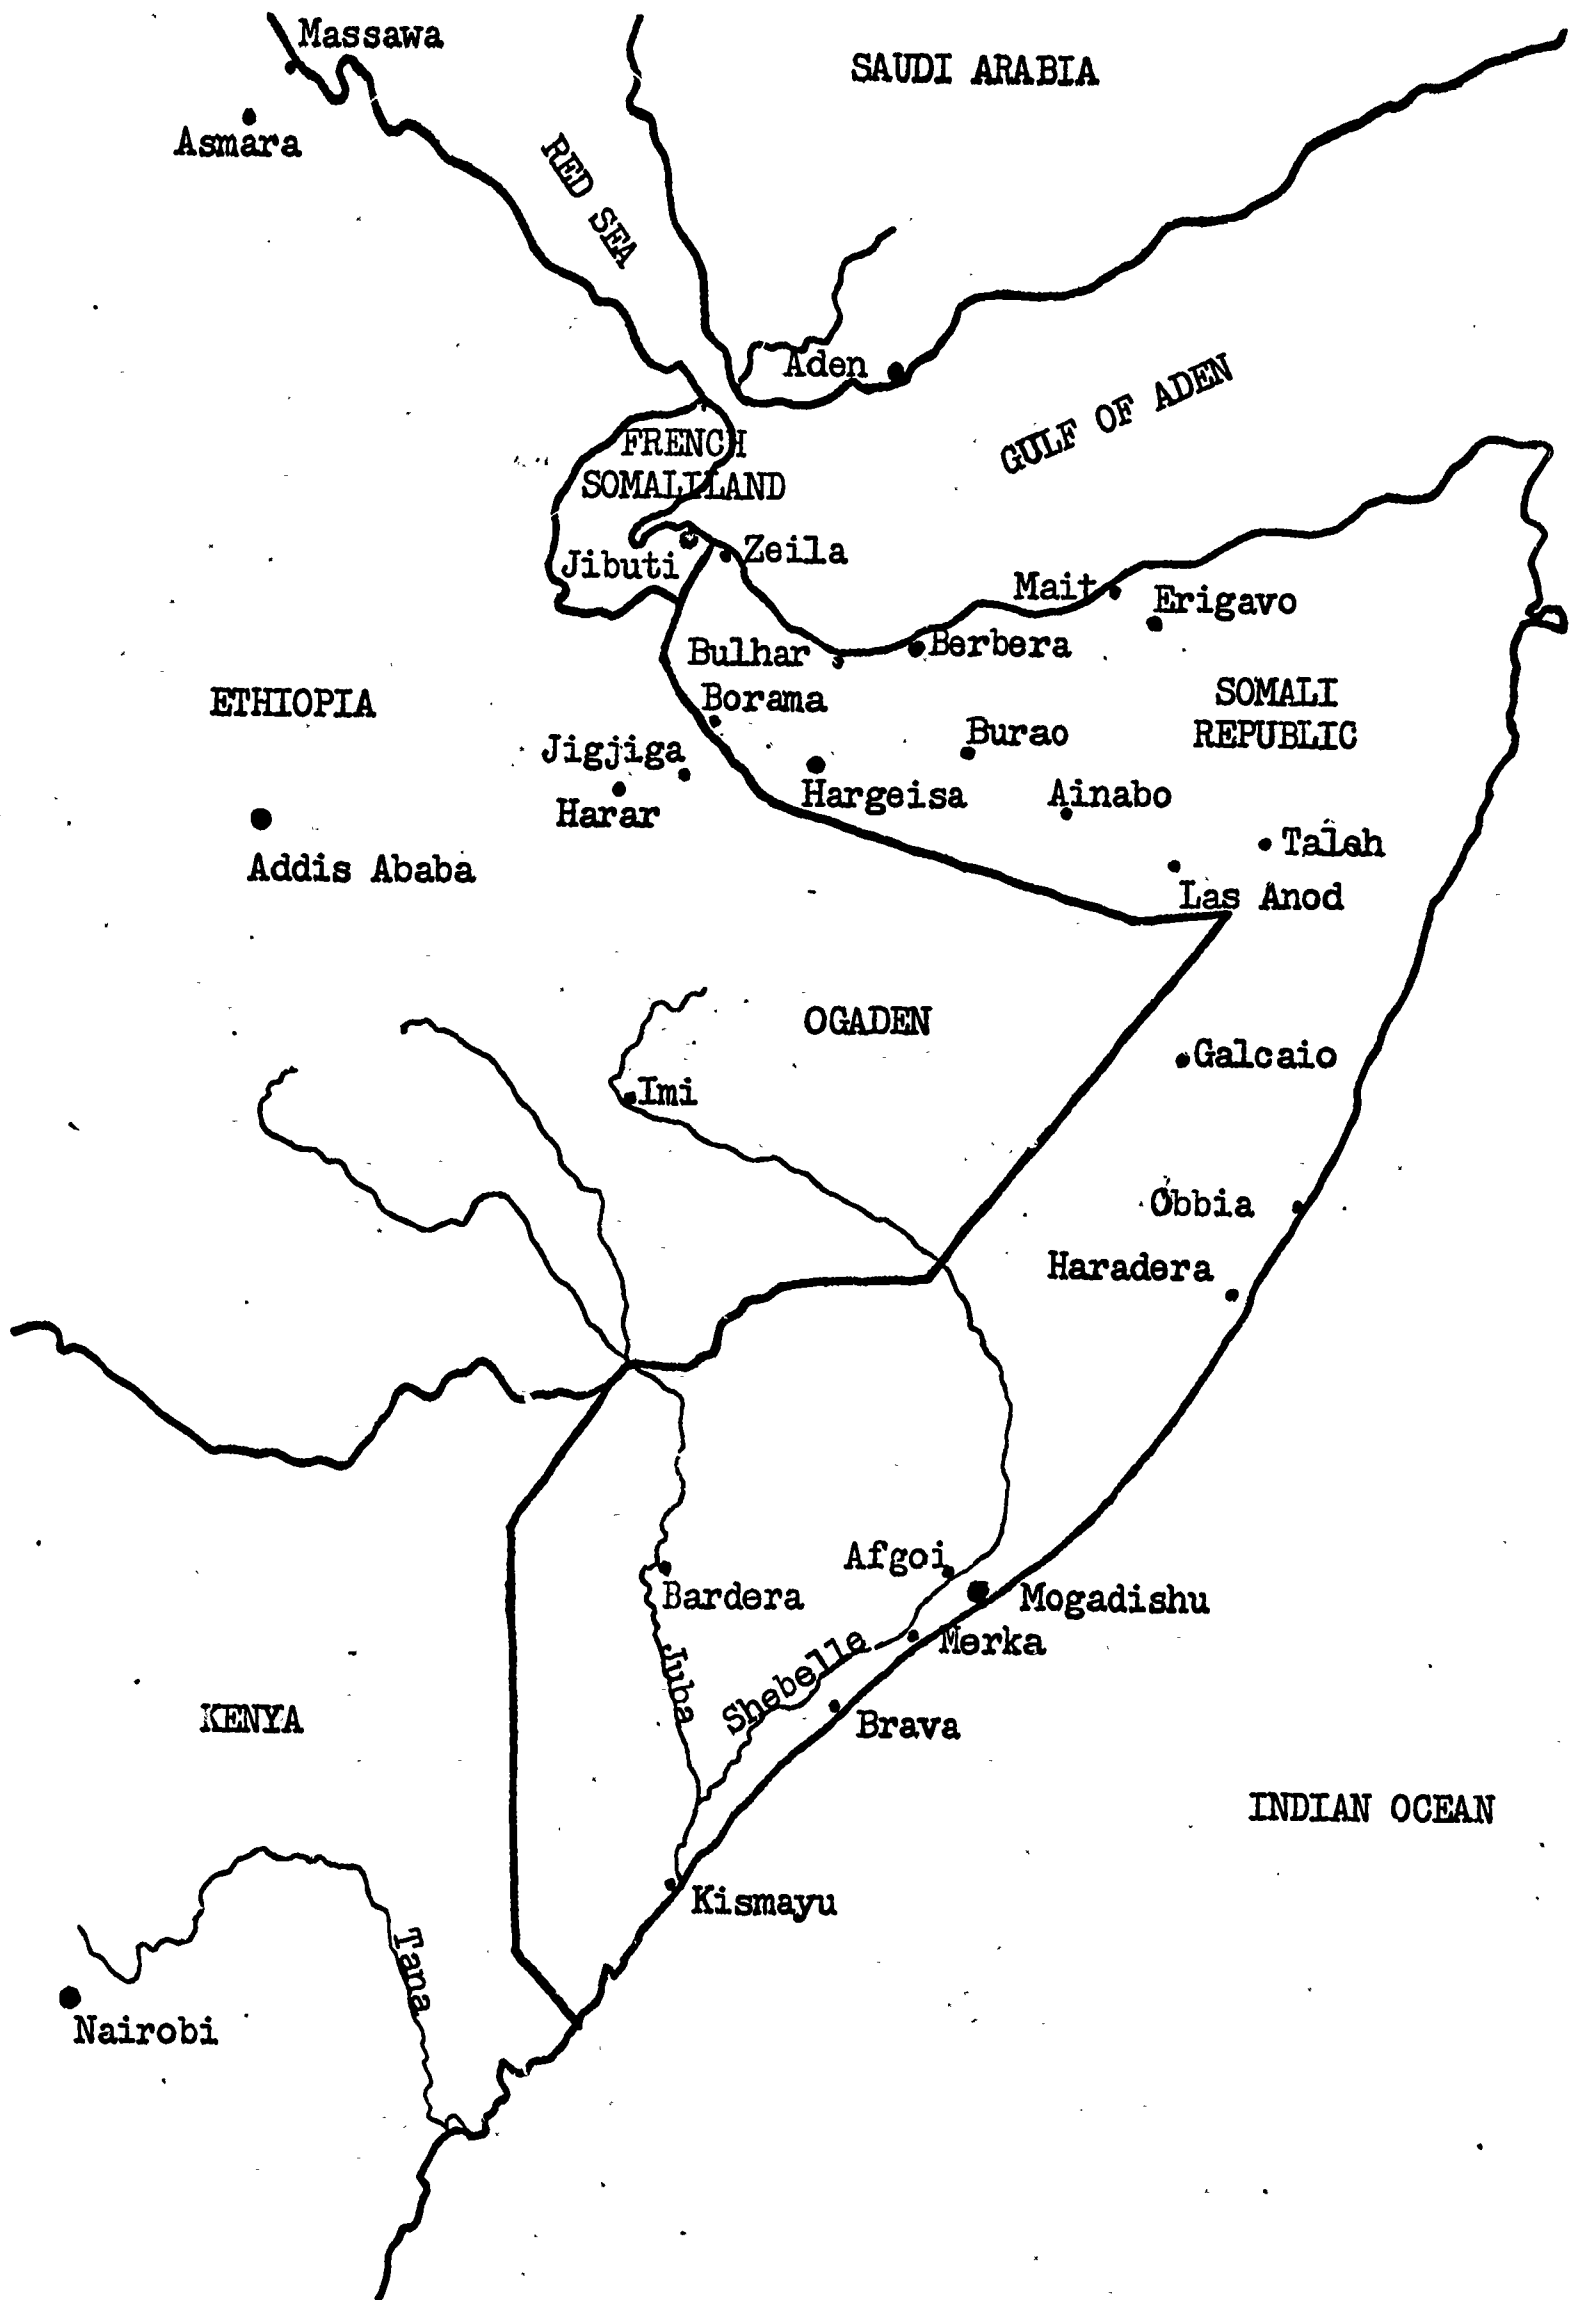 Massawa
SAUDI ARABIA
Asmara
RED SEA
Aden
GULF OF ADEN
FRENCH
SOMALILAND
Zeila
Jibuti
Mait
Erigavo
Bulhar
Berbera
SOMALI
REPUBLIC
ETHIOPIA
Borama
Burao
Jigjiga
Hargeisa
Ainabo
Harar
Taleh
Addis Ababa
Las Anod
OGADEN
Galcaio
Imi
Obbia
Haradera
Afgoi
Bardera
Mogadishu
Merka
Juba
Shebelle
KENYA
Brava
INDIAN OCEAN
Kismayu
Tana
Nairobi